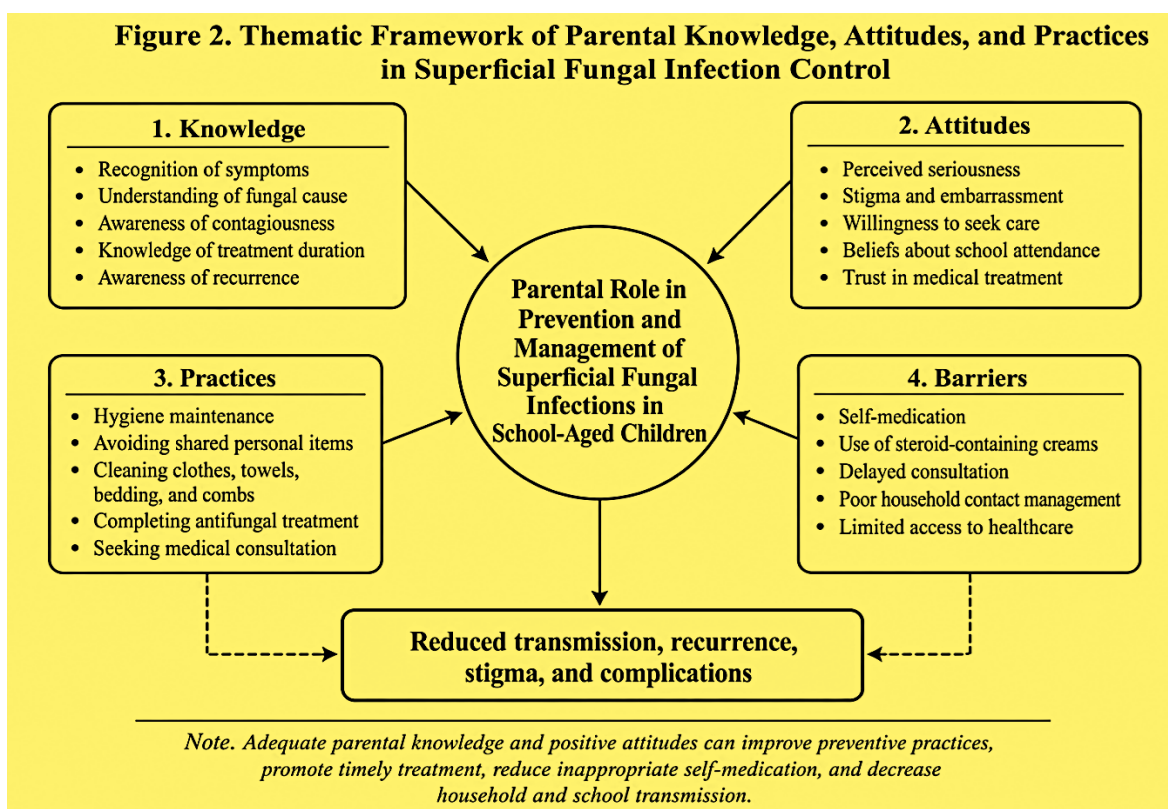 Figure 2. Thematic Framework of Parental Knowledge, Attitudes, and Practices
in Superficial Fungal Infection Control
1. Knowledge
• Recognition of symptoms
• Understanding of fungal cause
• Awareness of contagiousness
• Knowledge of treatment duration
• Awareness of recurrence
2. Attitudes
• Perceived seriousness
• Stigma and embarrassment
• Willingness to seek care
• Beliefs about school attendance
• Trust in medical treatment
Parental Role in
Prevention and
Management of
Superficial Fungal
Infections in
School-Aged Children
3. Practices
• Hygiene maintenance
• Avoiding shared personal items
• Cleaning clothes, towels,
bedding, and combs
• Completing antifungal treatment
• Seeking medical consultation
4. Barriers
• Self-medication
• Use of steroid-containing creams
• Delayed consultation
• Poor household contact management
• Limited access to healthcare
Reduced transmission, recurrence,
stigma, and complications
Note. Adequate parental knowledge and positive attitudes can improve preventive practices,
promote timely treatment, reduce inappropriate self-medication, and decrease
household and school transmission.